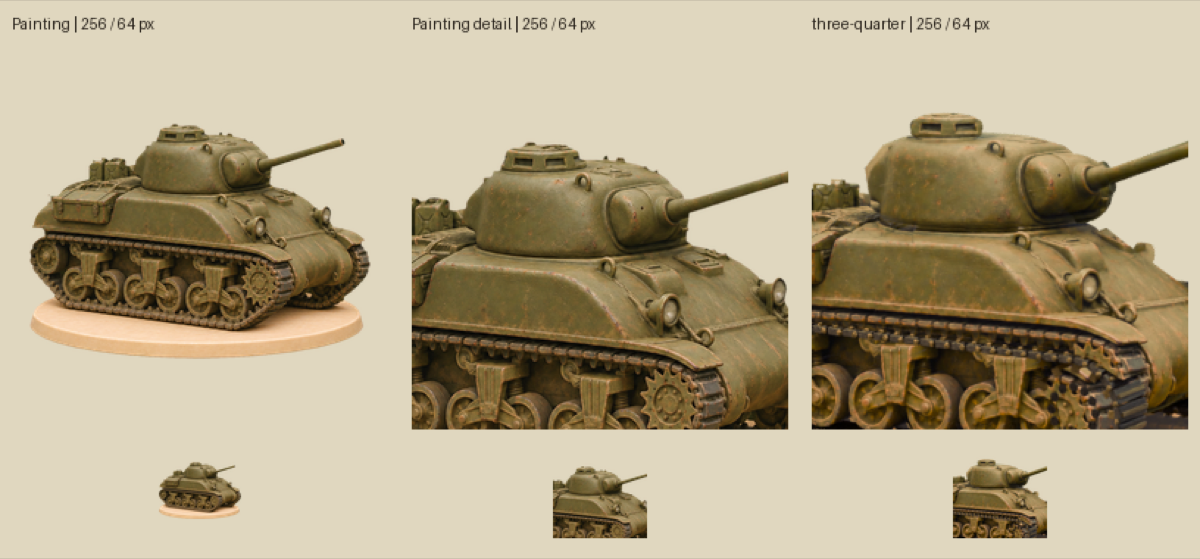 Painting | 256 / 64 px
Painting detail | 256 / 64 px
three-quarter | 256 / 64 px